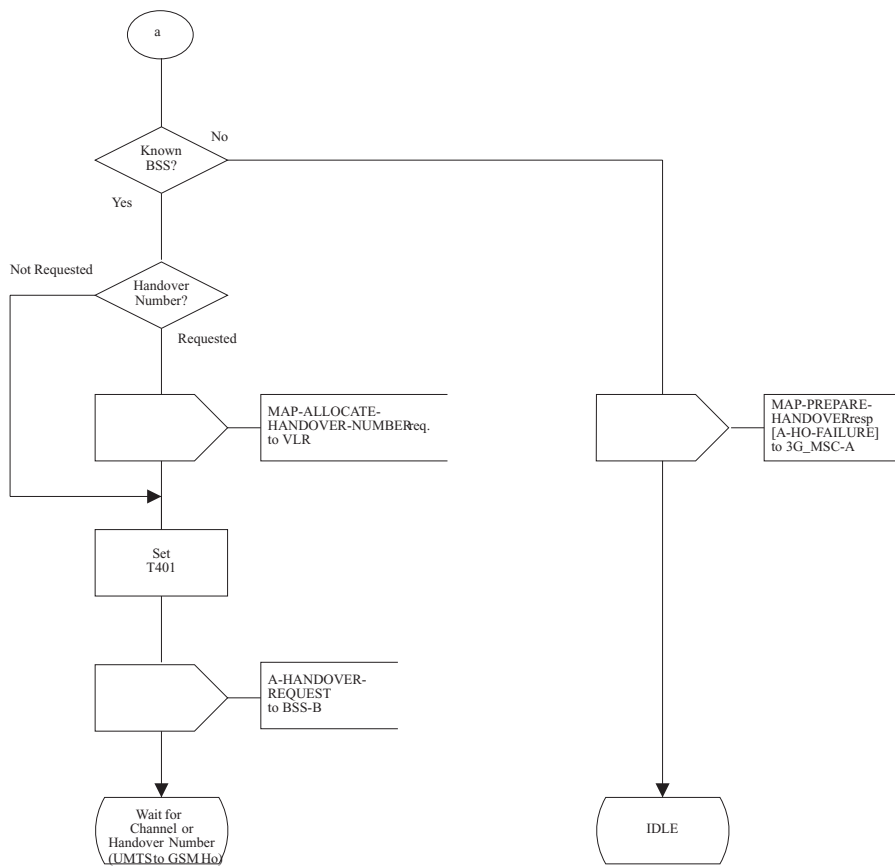 a
No
Known
BSS?
Yes
Not Requested
Handover
Number?
Requested
MAP-ALLOCATE-
HANDOVER-NUMBERreq.
to VLR
MAP-PREPARE-
HANDOVERresp
[A-HO-FAILURE]
to 3G_MSC-A
Set
T401
A-HANDOVER-
REQUEST
to BSS-B
Wait for
Channel or
Handover Number
(UMTS to GSM Ho)
IDLE